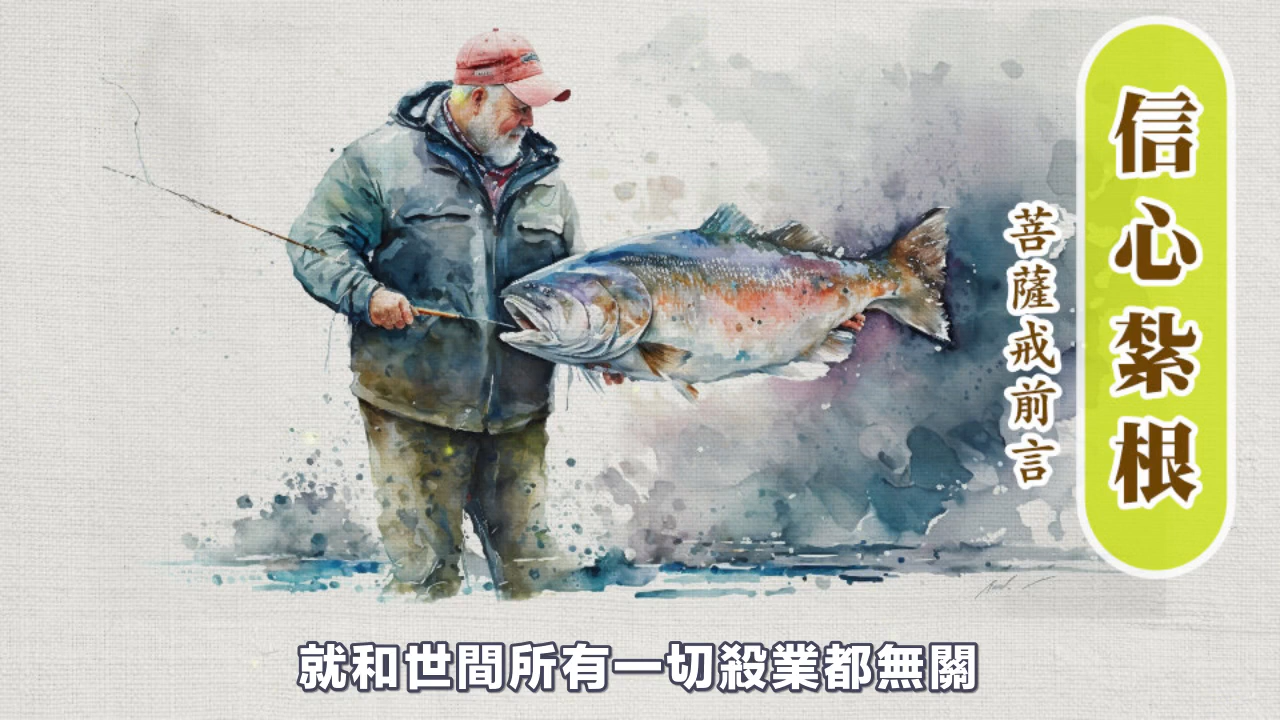 信心紮根
菩薩戒前言
就和世間所有一切殺業都無關